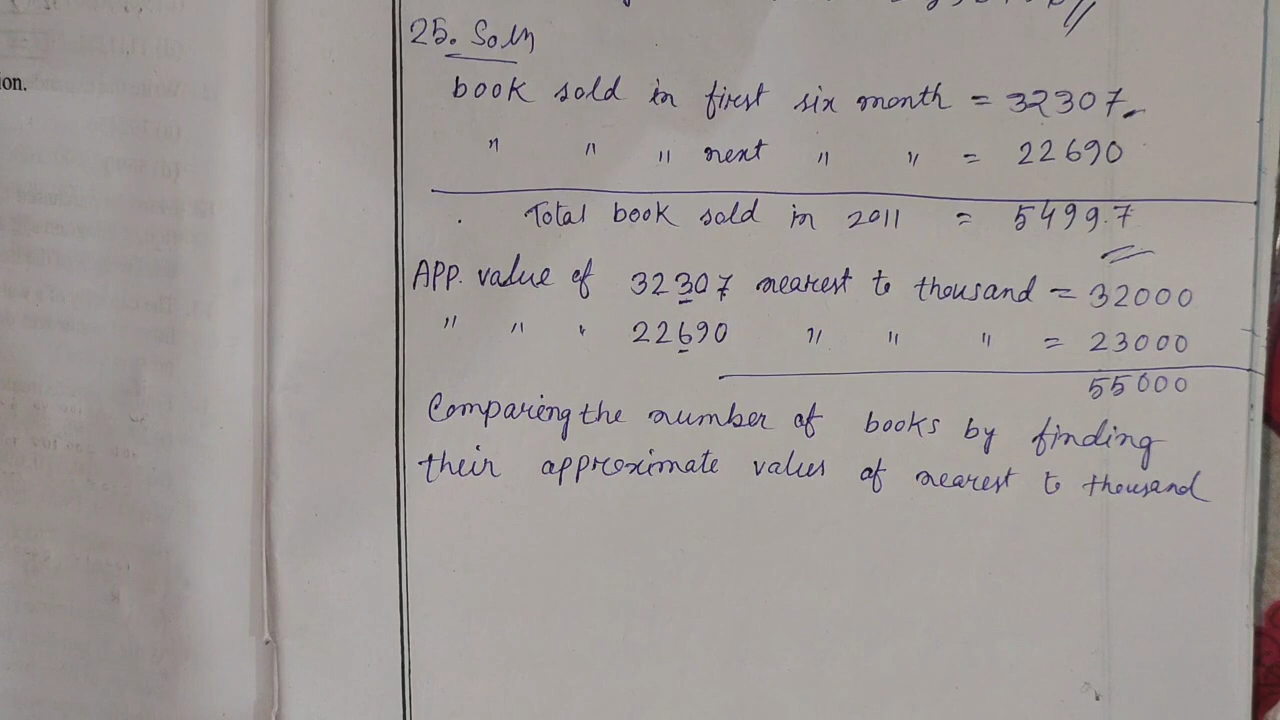 ion.
25. Soln
book sold in first six month = 32307
" " " next " " = 22690
Total book sold in 2011 = 54997
APP. value of 32307 nearest to thousand = 32000
" " " 22690 " " " = 23000
55000
Comparing the number of books by finding
their approximate values of nearest to thousand